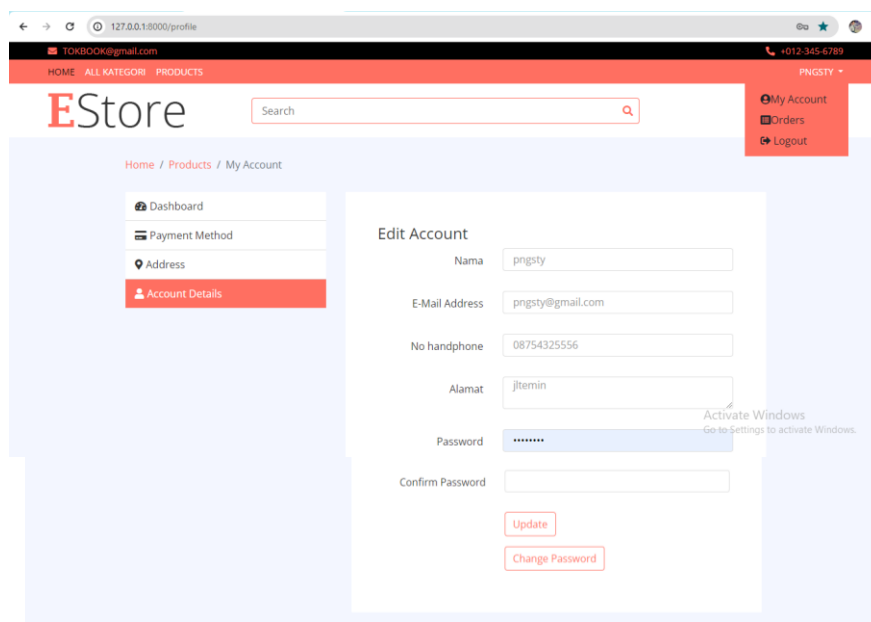 127.0.0.1:8000/profile
TOKBOOK@gmail.com +012-345-6789
HOME ALL KATEGORI PRODUCTS PNGSTY
EStore Search
My Account
Orders
Logout
Home / Products / My Account
Dashboard
Payment Method
Address
Account Details
Edit Account
Nama pngsty
E-Mail Address pngsty@gmail.com
No handphone 08754325556
Alamat jltemin
Activate Windows
Go to Settings to activate Windows.
Password ••••••••
Confirm Password
Update
Change Password